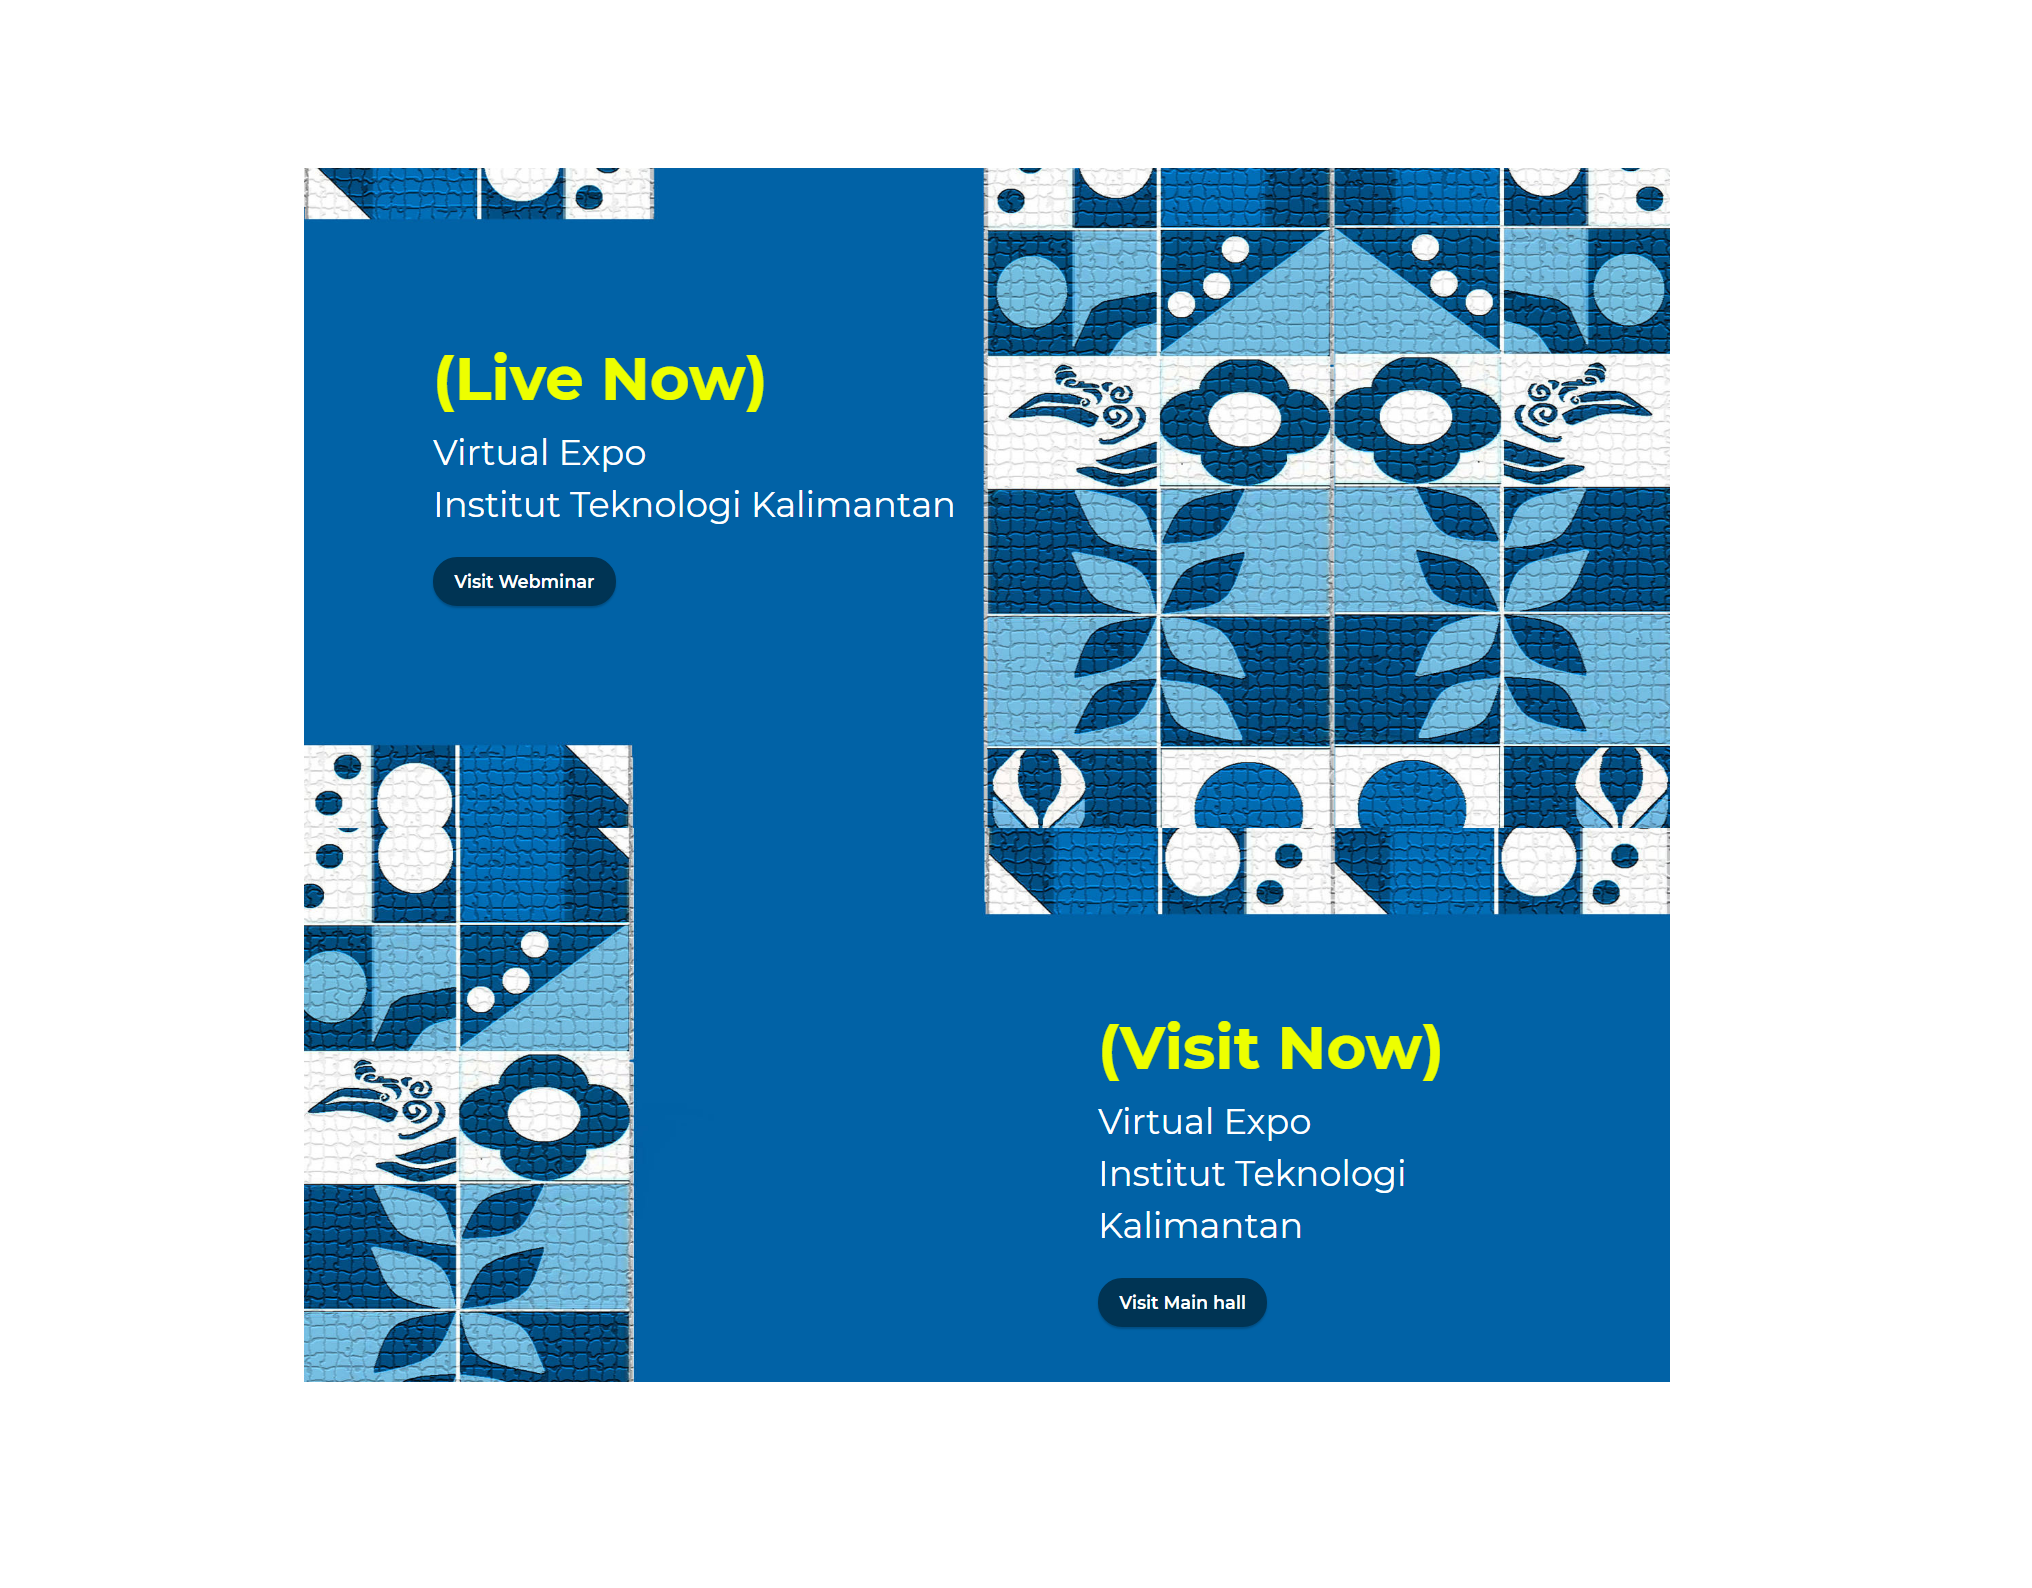 (Live Now)
Virtual Expo
Institut Teknologi Kalimantan
Visit Webminar
(Visit Now)
Virtual Expo
Institut Teknologi
Kalimantan
Visit Main hall